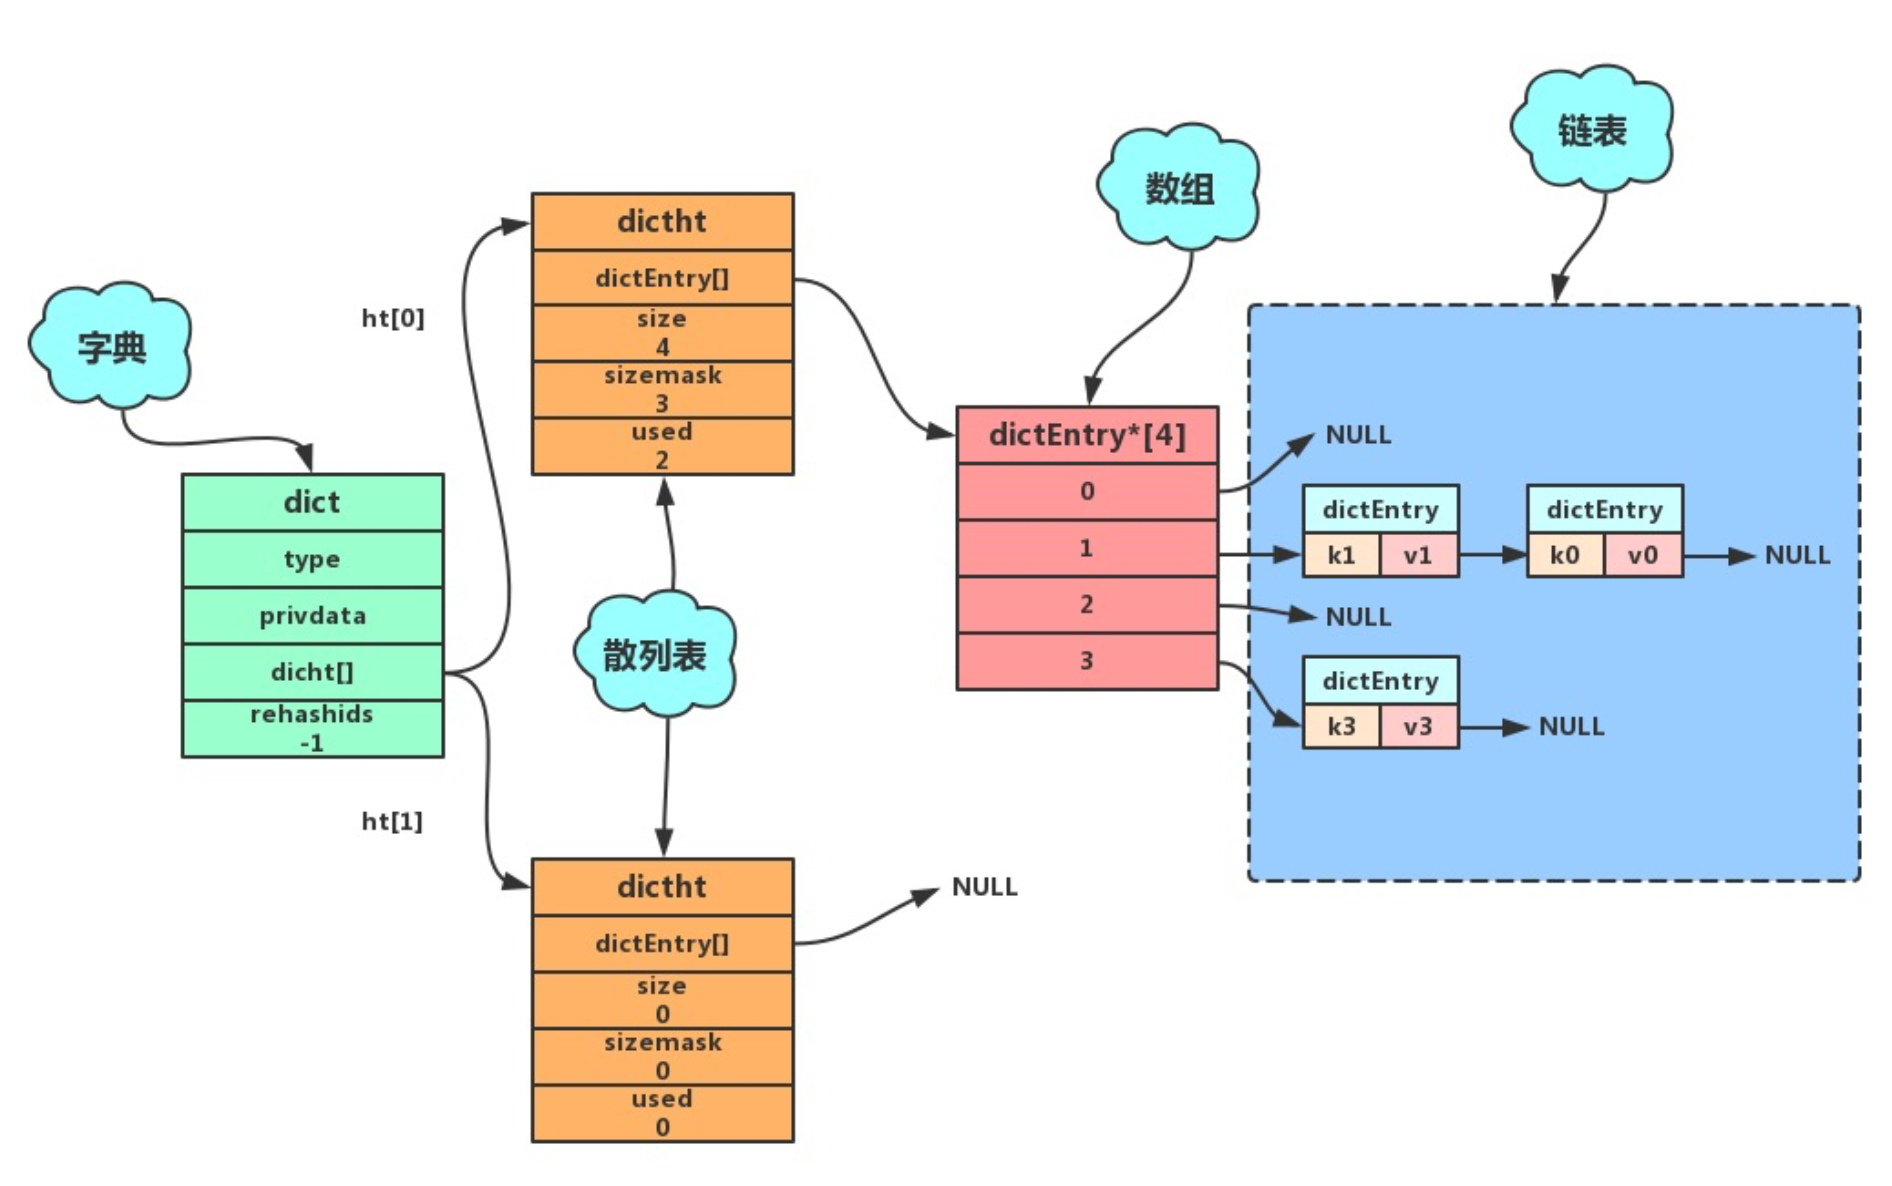 字典
dict
type
privdata
dicht[]
rehashids
-1
ht[0]
ht[1]
dictht
dictEntry[]
size
4
sizemask
3
used
2
散列表
dictht
dictEntry[]
size
0
sizemask
0
used
0
NULL
数组
dictEntry*[4]
0
1
2
3
链表
NULL
dictEntry
k1 v1
dictEntry
k0 v0
NULL
NULL
dictEntry
k3 v3
NULL